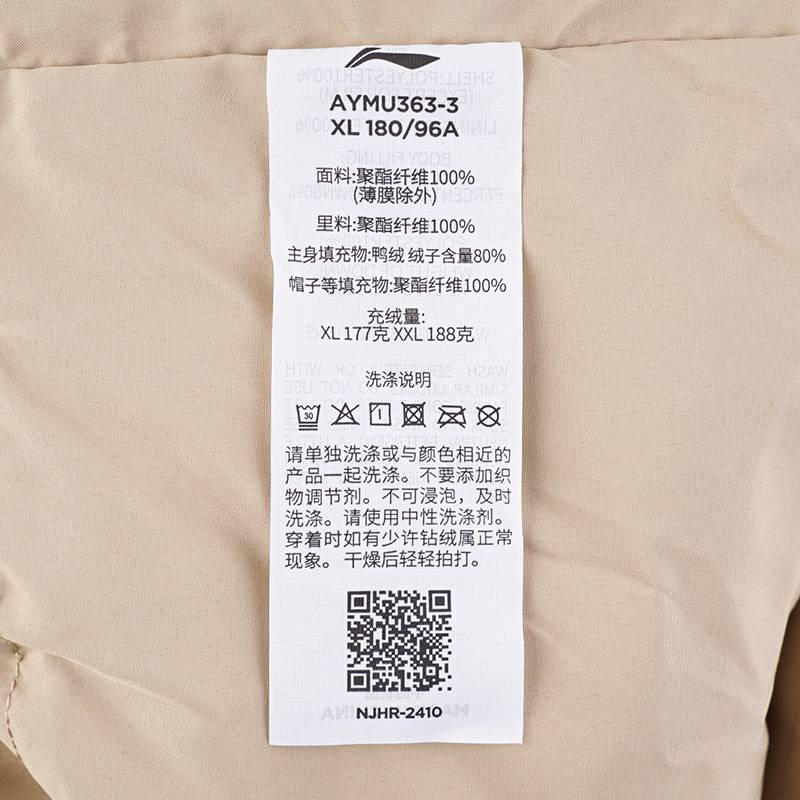 AYMU363-3
XL 180/96A
面料:聚酯纤维100%
(薄膜除外)
里料:聚酯纤维100%
主身填充物:鸭绒 绒子含量80%
帽子等填充物:聚酯纤维100%
充绒量:
XL 177克 XXL 188克
洗涤说明
30
请单独洗涤或与颜色相近的
产品一起洗涤。不要添加织
物调节剂。不可浸泡，及时
洗涤。请使用中性洗涤剂。
穿着时如有少许钻绒属正常
现象。干燥后轻轻拍打。
NJHR-2410